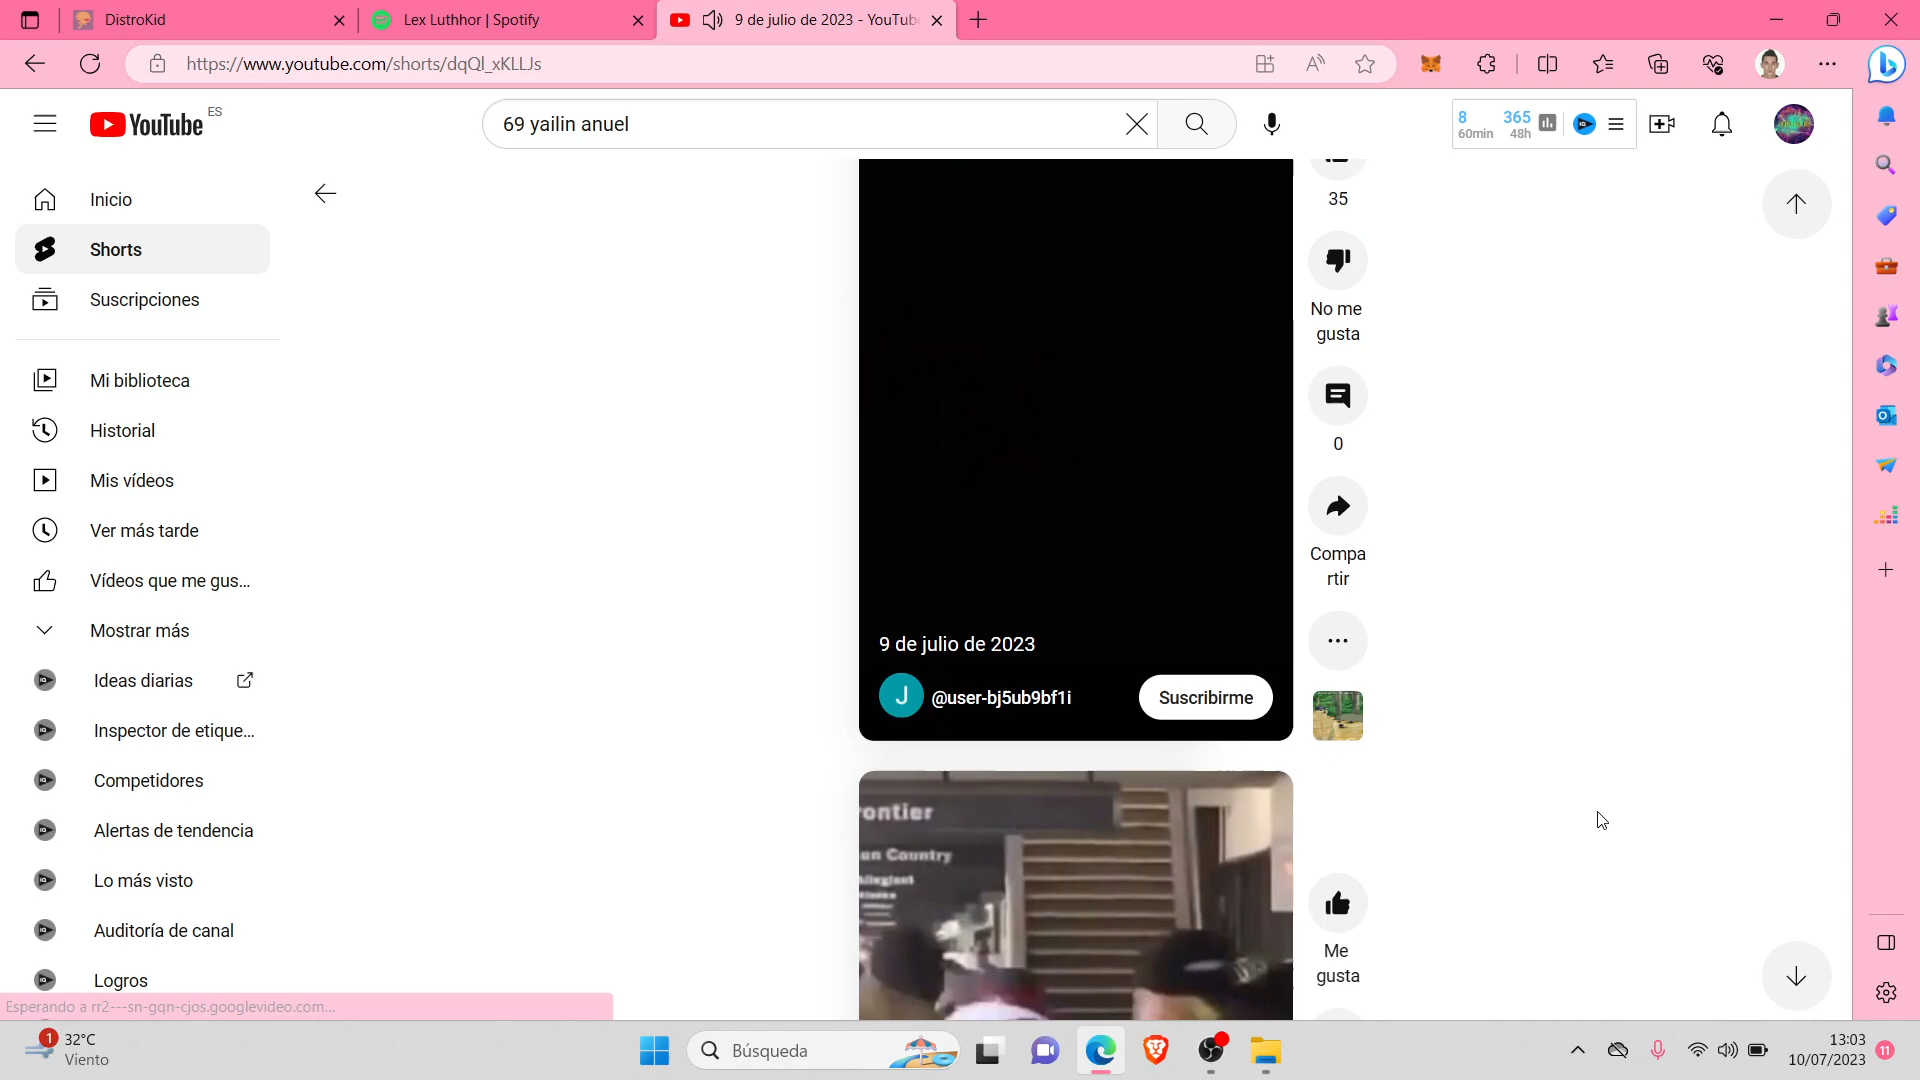 DistroKid
Lex Luthhor | Spotify
9 de julio de 2023 - YouTub
https://www.youtube.com/shorts/dqQl_xKLLJs
YouTube
ES
69 yailin anuel
8
60min
365
48h
Inicio
Shorts
Suscripciones
Mi biblioteca
Historial
Mis vídeos
Ver más tarde
Vídeos que me gus...
Mostrar más
Ideas diarias
Inspector de etique...
Competidores
Alertas de tendencia
Lo más visto
Auditoría de canal
Logros
35
No me
gusta
0
Compa
rtir
9 de julio de 2023
J
@user-bj5ub9bf1i
Suscribirme
ontier
an Country
Allegiant
Me
gusta
Esperando a rr2---sn-gqn-cjos.googlevideo.com...
1
32°C
Viento
Búsqueda
13:03
10/07/2023
11